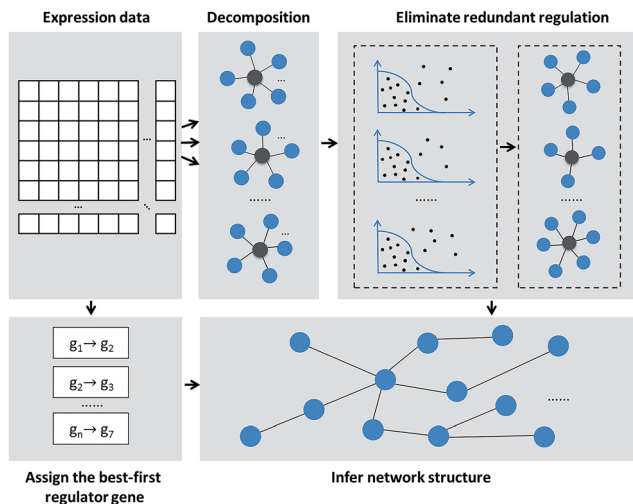 Expression data
Decomposition
Eliminate redundant regulation
...
...
...
...
...
......
......
......
...
g₁→ g₂
g₂→ g₃
......
gₙ→ g₇
......
Assign the best-first
regulator gene
Infer network structure